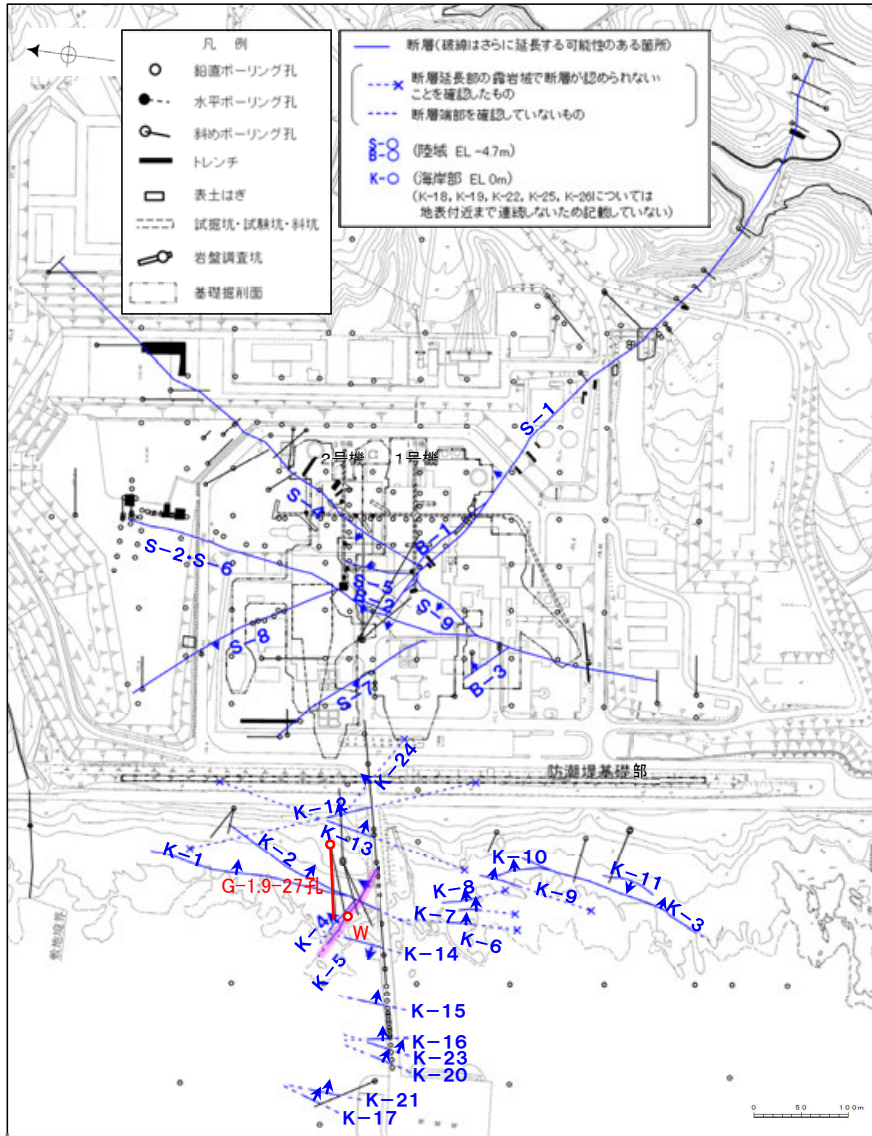 凡 例
鉛直ボーリング孔
水平ボーリング孔
斜めボーリング孔
トレンチ
表土はぎ
試掘坑・試験坑・斜坑
岩盤調査坑
基礎掘削面
断層(破線はさらに延長する可能性のある箇所)
断層延長部の露岩域で断層が認められない
ことを確認したもの
断層端部を確認していないもの
S-○
B-○
(陸域 EL -4.7m)
K-○
(海岸部 EL 0m)
(K-18, K-19, K-22, K-25, K-26については
地表付近まで連続しないため記載していない)
S-1
2号機
1号機
S-4
B-1
S-2・S-6
S-5
B-2
S-9
S-8
B-3
S-7
K-24
防潮堤基礎部
K-12
K-13
K-1
K-2
K-10
G-1.9-27孔
K-8
K-9
K-11
K-7
K-3
K-4
W
K-6
K-5
K-14
敷地境界
K-15
K-16
K-23
K-20
K-21
K-17
0 50 100m